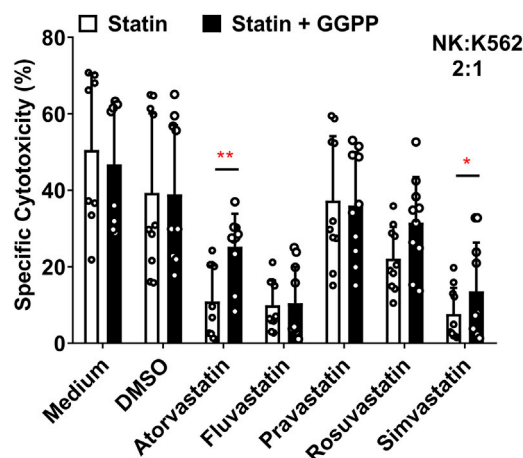 Statin Statin + GGPP
NK:K562
2:1
Specific Cytotoxicity (%)
80
60
40
20
0
**
*
Medium
DMSO
Atorvastatin
Fluvastatin
Pravastatin
Rosuvastatin
Simvastatin